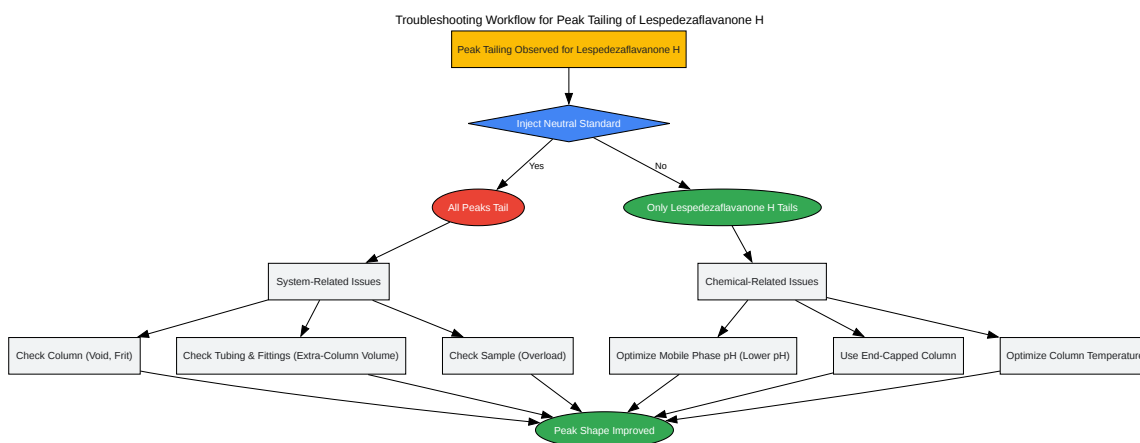 Troubleshooting Workflow for Peak Tailing of Lespedezaflavanone H
Peak Tailing Observed for Lespedezaflavanone H
Inject Neutral Standard
Yes
No
All Peaks Tail
Only Lespedezaflavanone H Tails
System-Related Issues
Chemical-Related Issues
Check Column (Void, Frit)
Check Tubing & Fittings (Extra-Column Volume)
Check Sample (Overload)
Optimize Mobile Phase pH (Lower pH)
Use End-Capped Column
Optimize Column Temperature
Peak Shape Improved